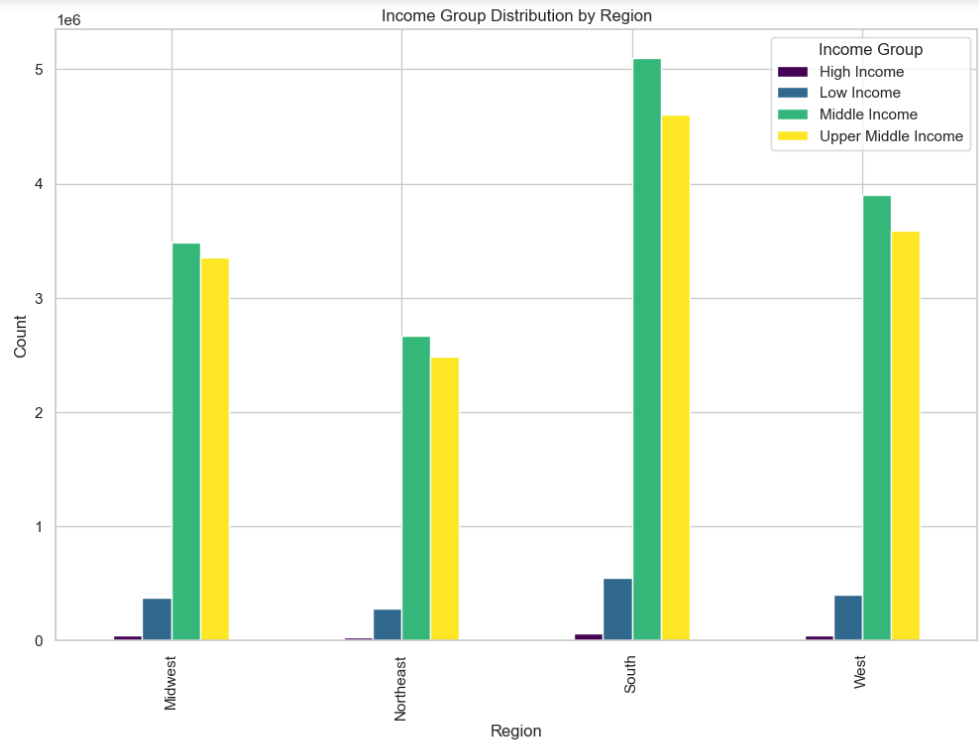 Income Group Distribution by Region
1e6
Income Group
High Income
Low Income
Middle Income
Upper Middle Income
5
4
3
2
1
0
Count
Midwest
Northeast
South
West
Region